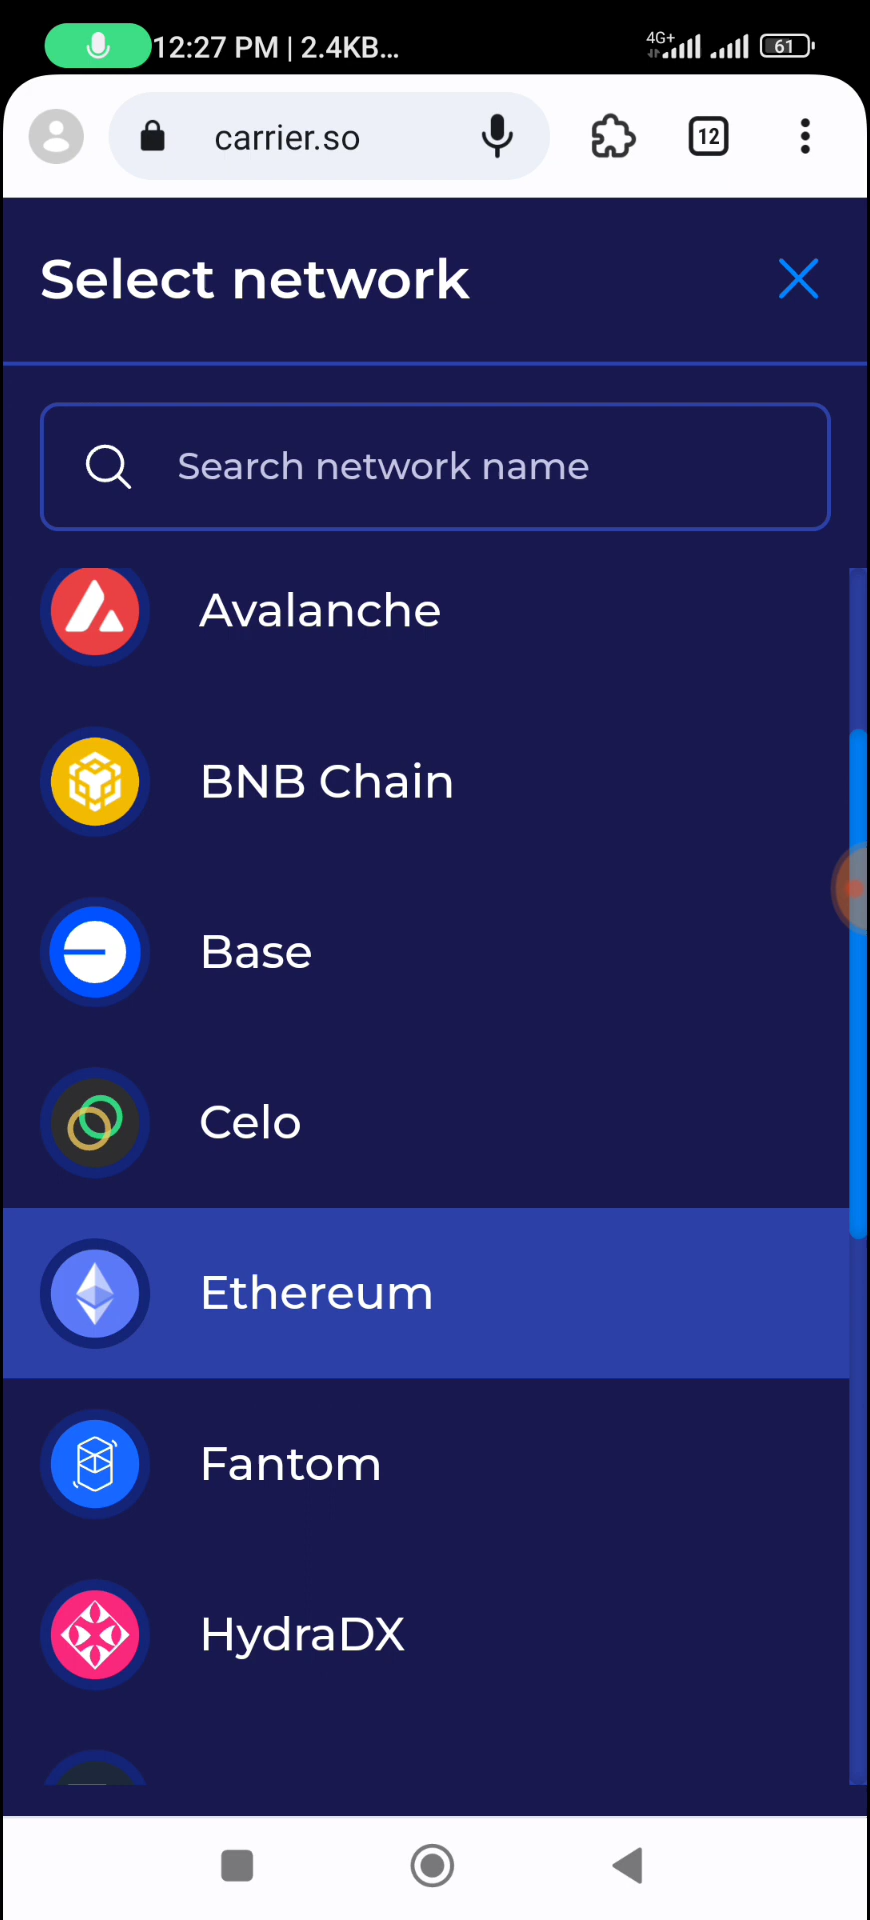 12:27 PM | 2.4KB...
4G+
61
carrier.so
12
Select network
Search network name
Avalanche
BNB Chain
Base
Celo
Ethereum
Fantom
HydraDX